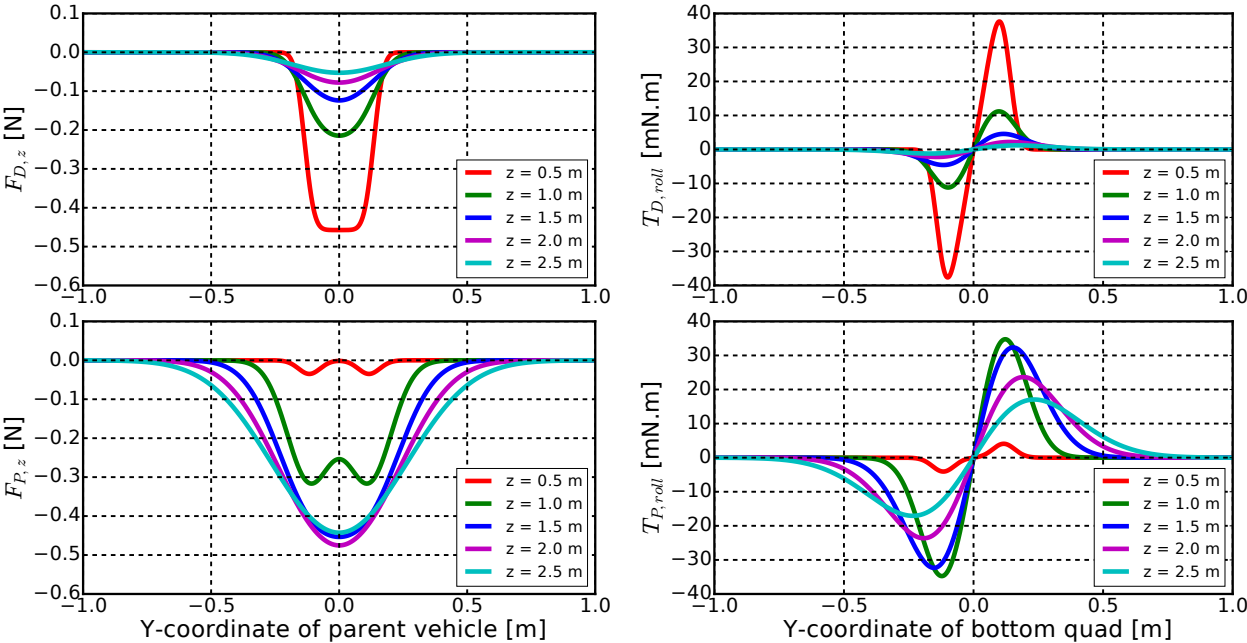 0.1
0.0
−0.1
−0.2
−0.3
−0.4
−0.5
−0.6
F_{D,z} [N]
z = 0.5 m
z = 1.0 m
z = 1.5 m
z = 2.0 m
z = 2.5 m
−1.0 −0.5 0.0 0.5 1.0
40
30
20
10
0
−10
−20
−30
−40
T_{D,roll} [mN.m]
z = 0.5 m
z = 1.0 m
z = 1.5 m
z = 2.0 m
z = 2.5 m
−1.0 −0.5 0.0 0.5 1.0
0.1
0.0
−0.1
−0.2
−0.3
−0.4
−0.5
−0.6
F_{P,z} [N]
z = 0.5 m
z = 1.0 m
z = 1.5 m
z = 2.0 m
z = 2.5 m
−1.0 −0.5 0.0 0.5 1.0
Y-coordinate of parent vehicle [m]
40
30
20
10
0
−10
−20
−30
−40
T_{P,roll} [mN.m]
z = 0.5 m
z = 1.0 m
z = 1.5 m
z = 2.0 m
z = 2.5 m
−1.0 −0.5 0.0 0.5 1.0
Y-coordinate of bottom quad [m]